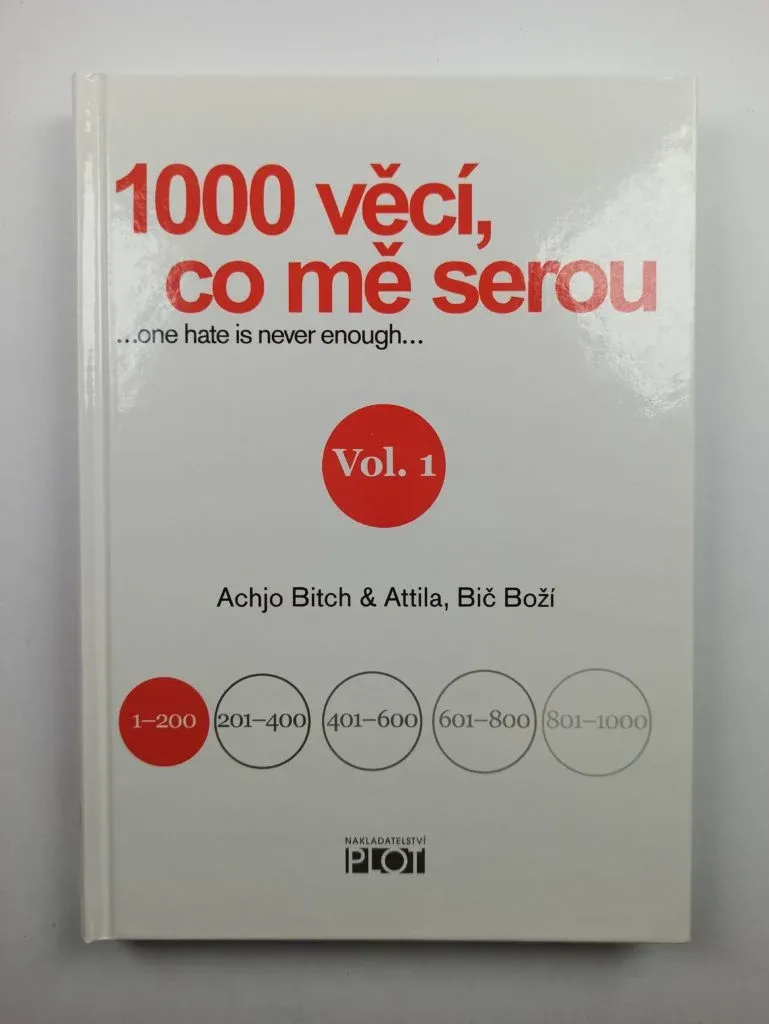 1000 věcí,
co mě serou
...one hate is never enough...
Vol. 1
Achjo Bitch & Attila, Bič Boží
1–200 201–400 401–600 601–800 801–1000
NAKLADATELSTVÍ
PLOT